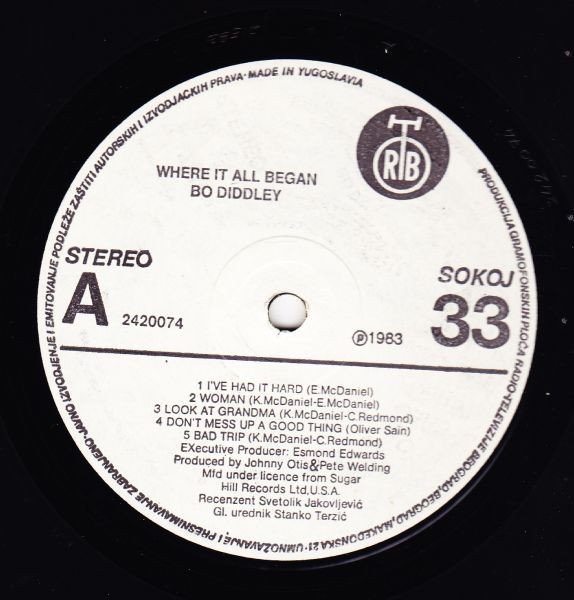 WHERE IT ALL BEGAN
BO DIDDLEY
RTB
STEREO
A
2420074
SOKOJ
33
℗1983
1 I'VE HAD IT HARD (E.McDaniel)
2 WOMAN (K.McDaniel-E.McDaniel)
3 LOOK AT GRANDMA (K.McDaniel-C.Redmond)
4 DON'T MESS UP A GOOD THING (Oliver Sain)
5 BAD TRIP (K.McDaniel-C.Redmond)
EXecutive Producer: Esmond Edwards
Produced by Johnny Otis&Pete Welding
Mfd under licence from Sugar
Hill Records Ltd,U.S.A.
Recenzent Svetolik Jakovljević
Gl. urednik Stanko Terzić
PRODUKCIJA GRAMOFONSKIH PLOČA RADIO-TELEVIZIJE BEOGRAD, BEOGRAD, MAKEDONSKA 21 · UMNOŽAVANJE I PRESNIMAVANJE ZABRANJENO-JAVNO IZVODJENJE I EMITOVANJE PODLEŽE ZAŠTITI AUTORSKIH I IZVODJAČKIH PRAVA · MADE IN YUGOSLAVIA